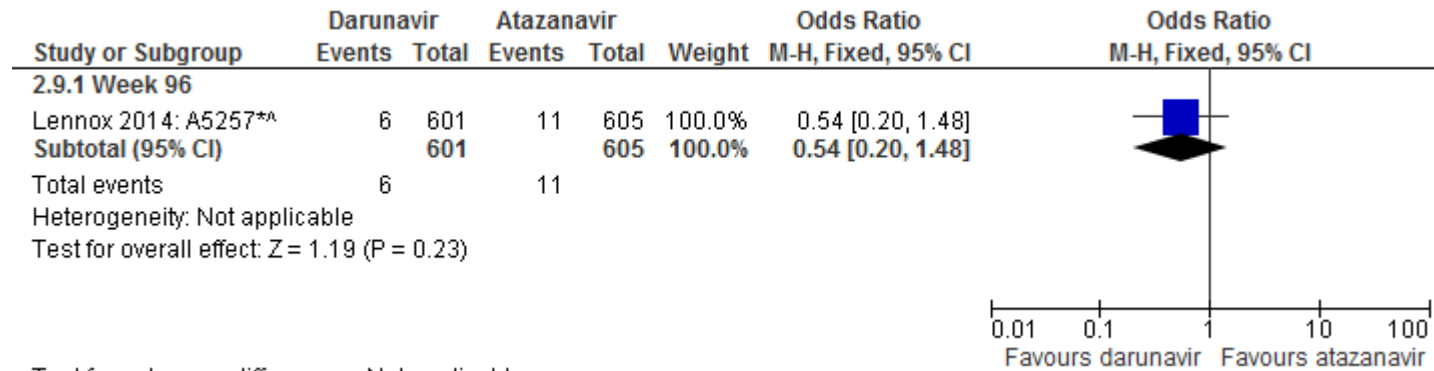 Darunavir Atazanavir Odds Ratio Odds Ratio
Study or Subgroup Events Total Events Total Weight M-H, Fixed, 95% CI M-H, Fixed, 95% CI
2.9.1 Week 96
Lennox 2014: A5257*^ 6 601 11 605 100.0% 0.54 [0.20, 1.48]
Subtotal (95% CI) 601 605 100.0% 0.54 [0.20, 1.48]
Total events 6 11
Heterogeneity: Not applicable
Test for overall effect: Z = 1.19 (P = 0.23)
0.01 0.1 1 10 100
Favours darunavir Favours atazanavir